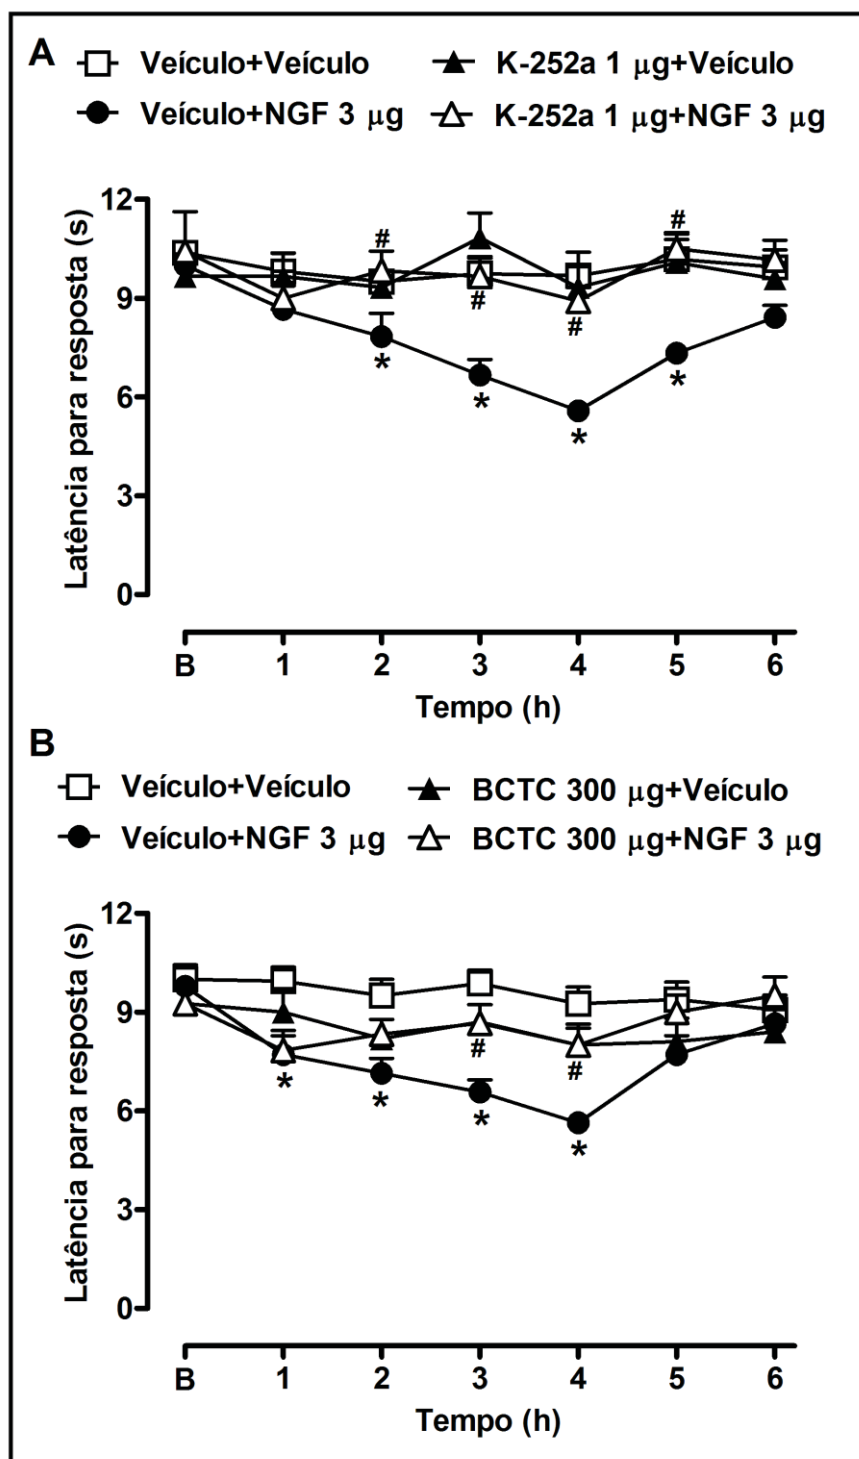 A
Veículo+Veículo
K-252a 1 μg+Veículo
Veículo+NGF 3 μg
K-252a 1 μg+NGF 3 μg
Latência para resposta (s)
12
9
6
3
0
#
#
#
#
*
*
*
*
B 1 2 3 4 5 6
Tempo (h)
B
Veículo+Veículo
BCTC 300 μg+Veículo
Veículo+NGF 3 μg
BCTC 300 μg+NGF 3 μg
Latência para resposta (s)
12
9
6
3
0
#
#
*
*
*
*
B 1 2 3 4 5 6
Tempo (h)